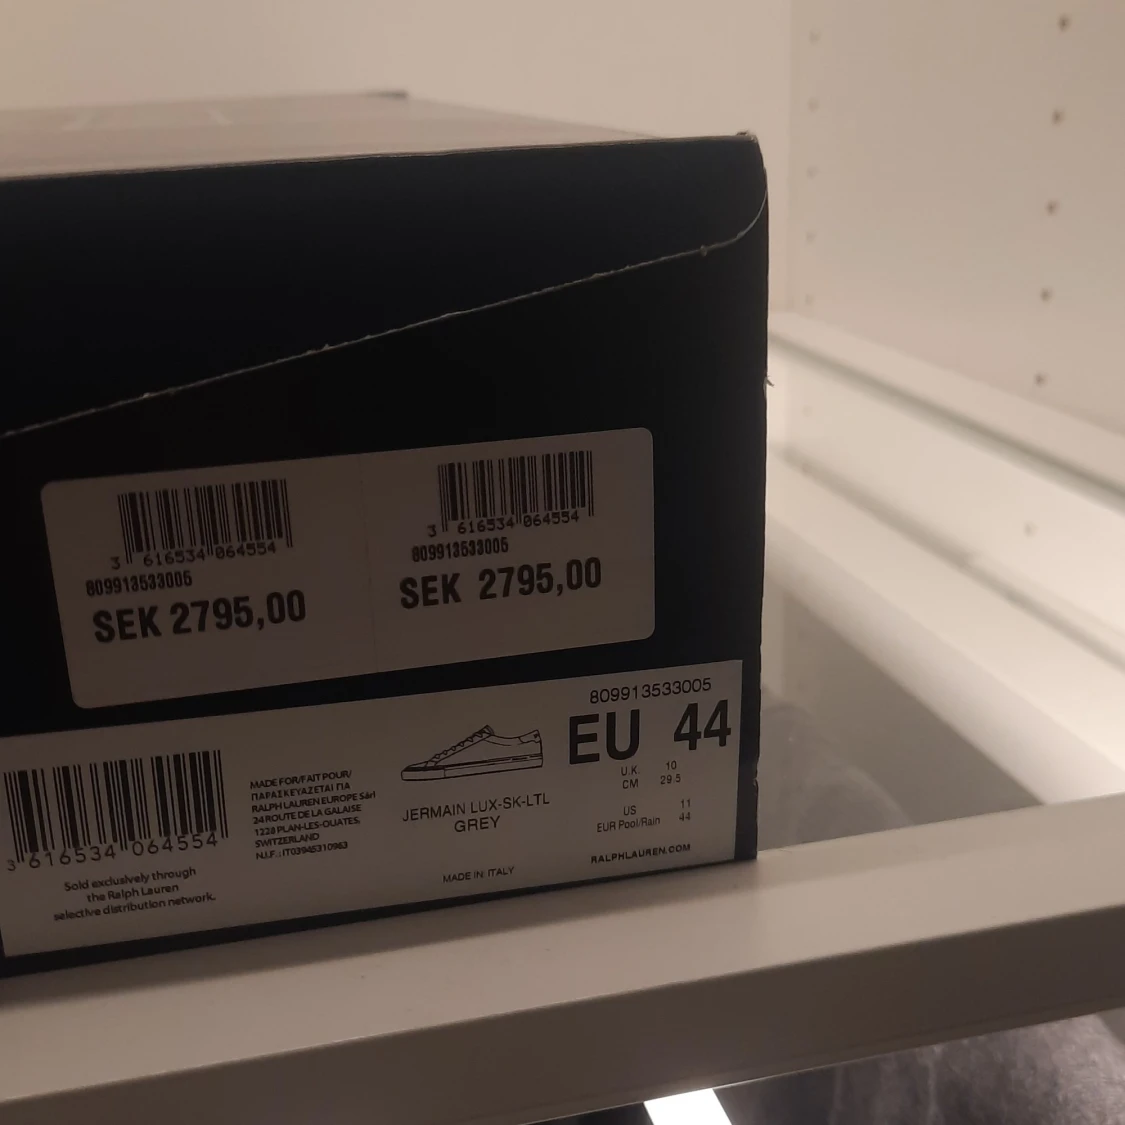 3 616534 064554
809913533005
SEK 2795,00
3 616534 064554
809913533005
SEK 2795,00
3 616534 064554
Sold exclusively through
the Ralph Lauren
selective distribution network.
MADE FOR/FAIT POUR/
ΠΑΡΑΣΚΕΥΑΖΕΤΑΙ ΓΙΑ
RALPH LAUREN EUROPE Sàrl
24 ROUTE DE LA GALAISE
1228 PLAN-LES-OUATES,
SWITZERLAND
N.I.F.: IT03945310963
JERMAIN LUX-SK-LTL
GREY
MADE IN ITALY
809913533005
EU 44
U.K. 10
CM 29.5
US 11
EUR Pool/Rain 44
RALPHLAUREN.COM